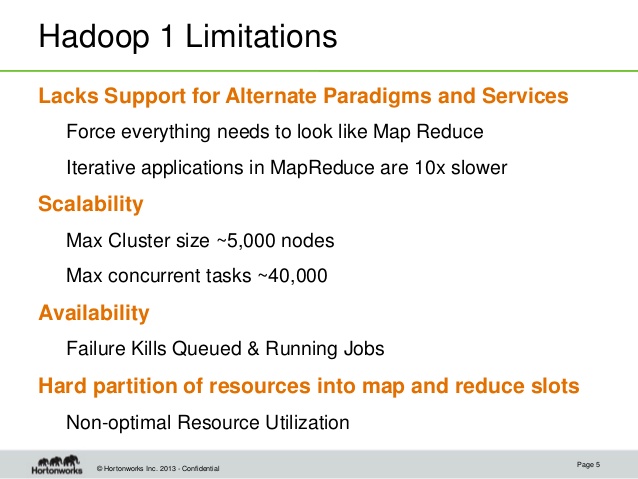 Hadoop 1 Limitations
Lacks Support for Alternate Paradigms and Services
Force everything needs to look like Map Reduce
Iterative applications in MapReduce are 10x slower
Scalability
Max Cluster size ~5,000 nodes
Max concurrent tasks ~40,000
Availability
Failure Kills Queued & Running Jobs
Hard partition of resources into map and reduce slots
Non-optimal Resource Utilization
Hortonworks
© Hortonworks Inc. 2013 - Confidential
Page 5